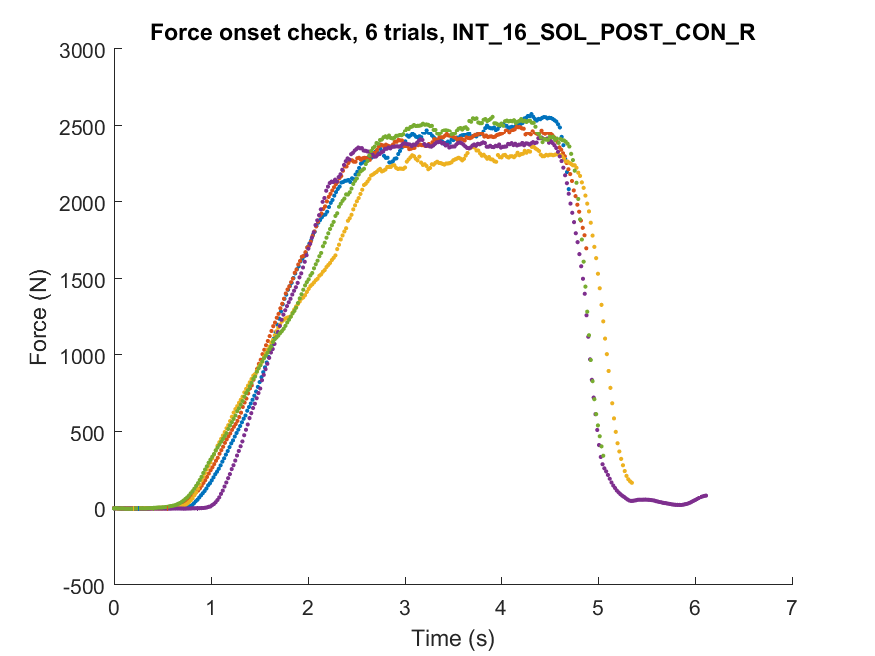 Force onset check, 6 trials, INT_16_SOL_POST_CON_R
3000
2500
2000
1500
1000
500
0
-500
Force (N)
0 1 2 3 4 5 6 7
Time (s)